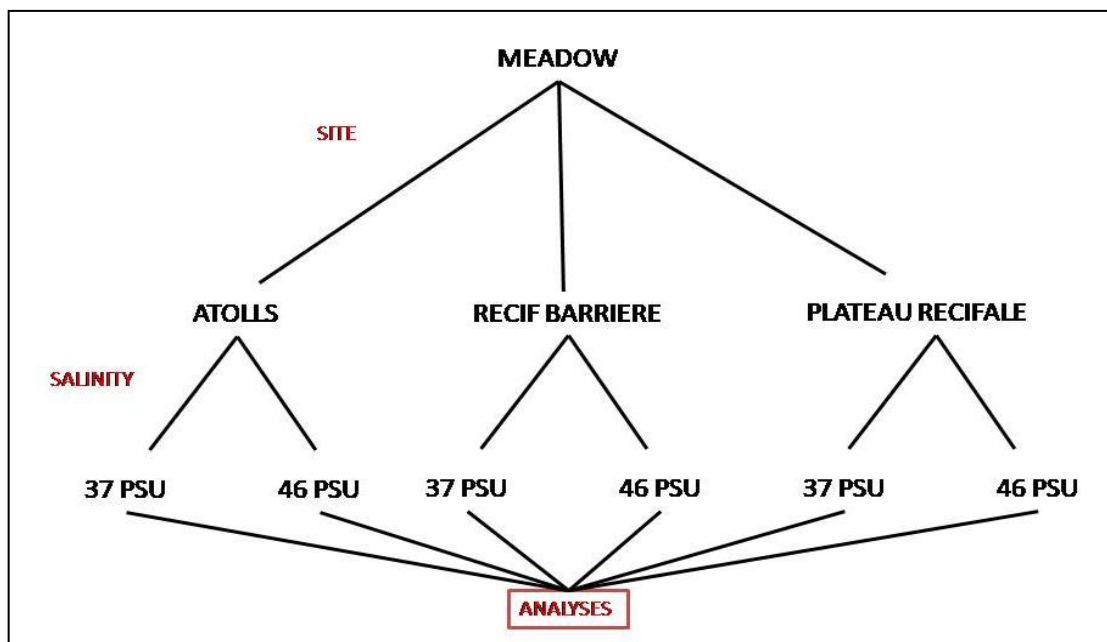 MEADOW
SITE
ATOLLS
RECIF BARRIERE
PLATEAU RECIFALE
SALINITY
37 PSU
46 PSU
37 PSU
46 PSU
37 PSU
46 PSU
ANALYSES